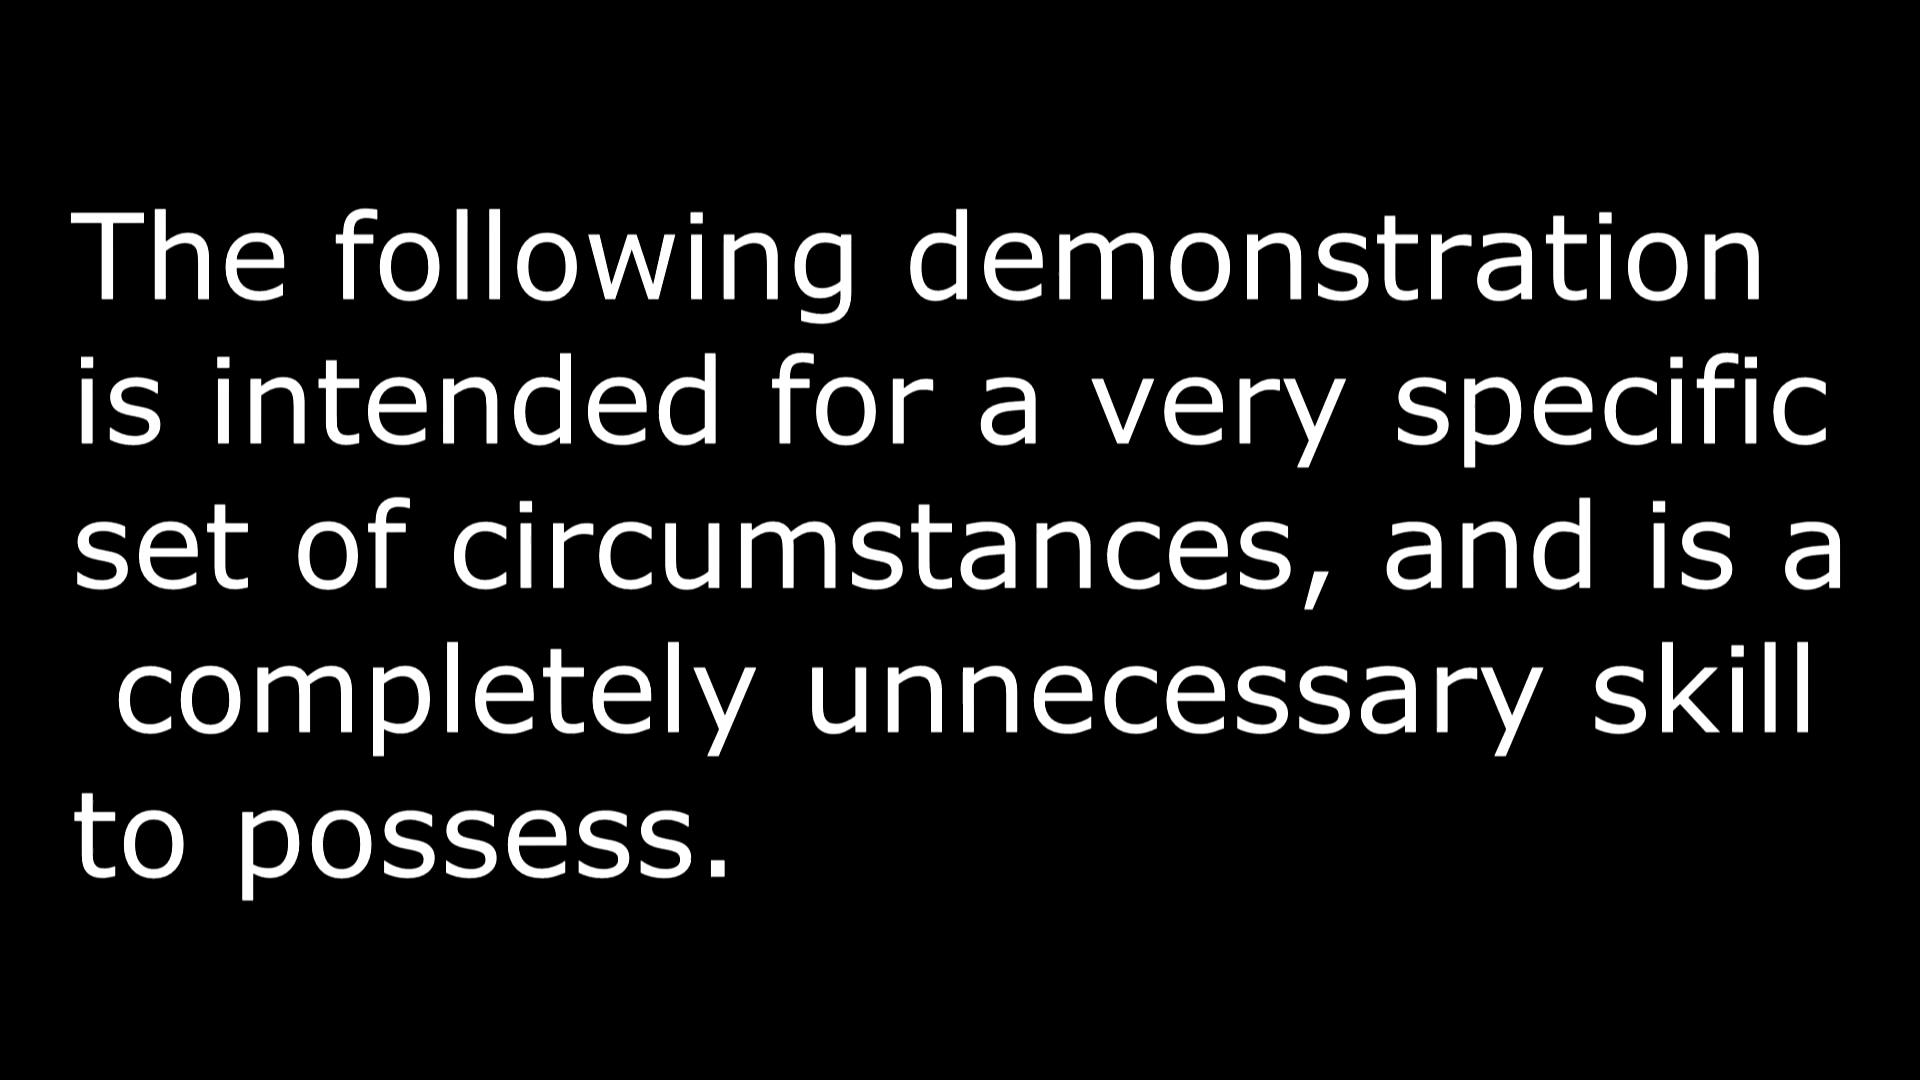 The following demonstration
is intended for a very specific
set of circumstances, and is a
completely unnecessary skill
to possess.